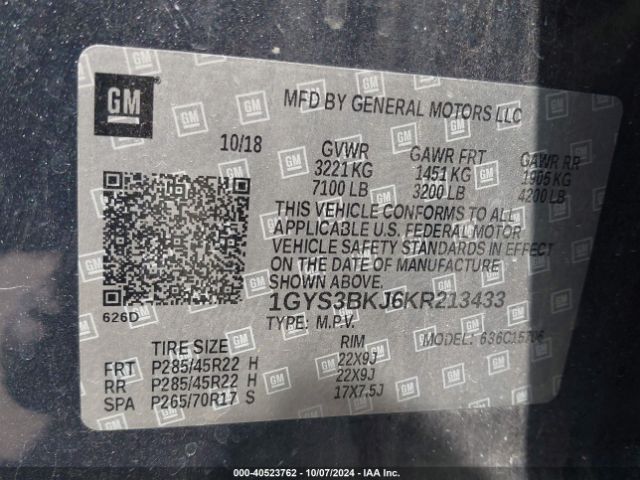 GM
MFD BY GENERAL MOTORS LLC
10/18 GVWR GAWR FRT GAWR RR
3221 KG 1451 KG 1905 KG
7100 LB 3200 LB 4200 LB
THIS VEHICLE CONFORMS TO ALL
APPLICABLE U.S. FEDERAL MOTOR
VEHICLE SAFETY STANDARDS IN EFFECT
ON THE DATE OF MANUFACTURE
SHOWN ABOVE.
626D 1GYS3BKJ6KR213433
TYPE: M.P.V. MODEL:
TIRE SIZE RIM
FRT P285/45R22 H 22X9J
RR P285/45R22 H 22X9J
SPA P265/70R17 S 17X7.5J
000-40523762 - 10/07/2024 - IAA Inc.